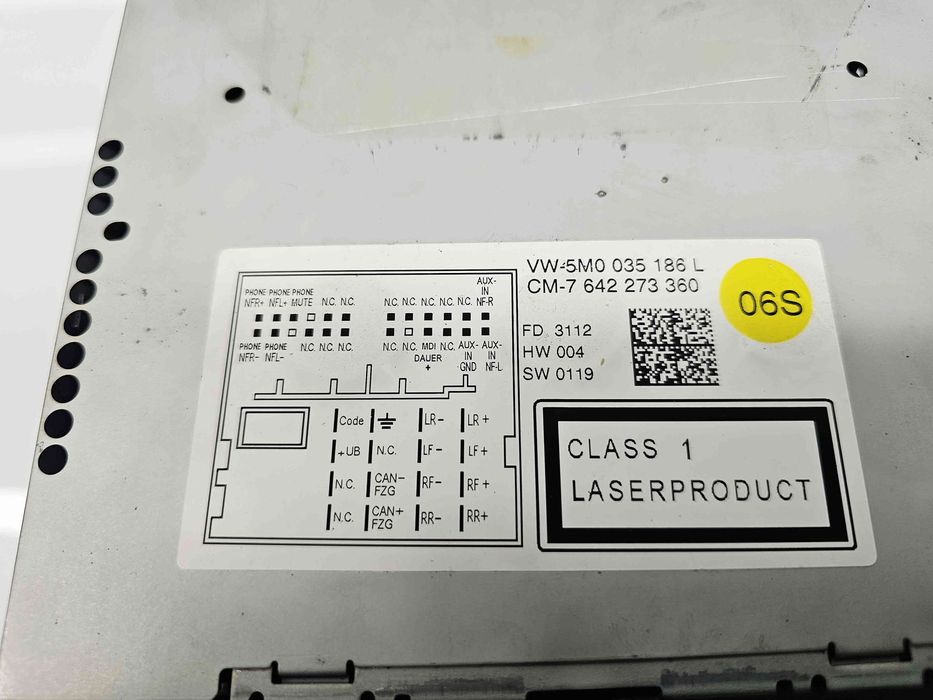 VW-5M0 035 186 L
CM-7 642 273 360
06S
FD 3112
HW 004
SW 0119
CLASS 1
LASERPRODUCT
PHONE PHONE PHONE AUX-
NFR+ NFL+ MUTE N.C. N.C. N.C. N.C. N.C. N.C. N.C. IN
NF-R
PHONE PHONE N.C. N.C. N.C. N.C. N.C. MDI N.C. AUX- AUX-
NFR- NFL- DAUER IN IN
+ GND NF-L
Code LR- LR+
+UB N.C. LF- LF+
N.C. CAN- RF- RF+
FZG
N.C. CAN+ RR- RR+
FZG